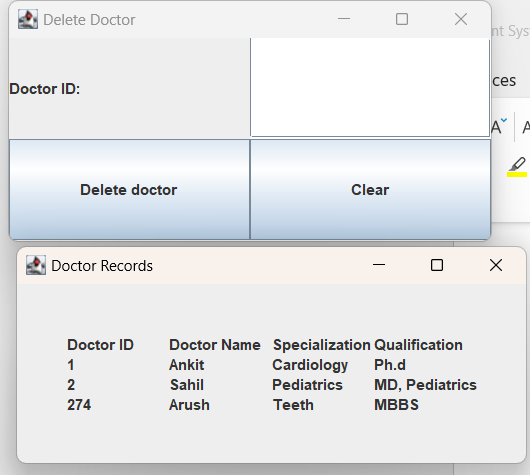 Delete Doctor
nt Sys
ces
A
Doctor ID:
Delete doctor Clear
Doctor Records
Doctor ID Doctor Name Specialization Qualification
1 Ankit Cardiology Ph.d
2 Sahil Pediatrics MD, Pediatrics
274 Arush Teeth MBBS